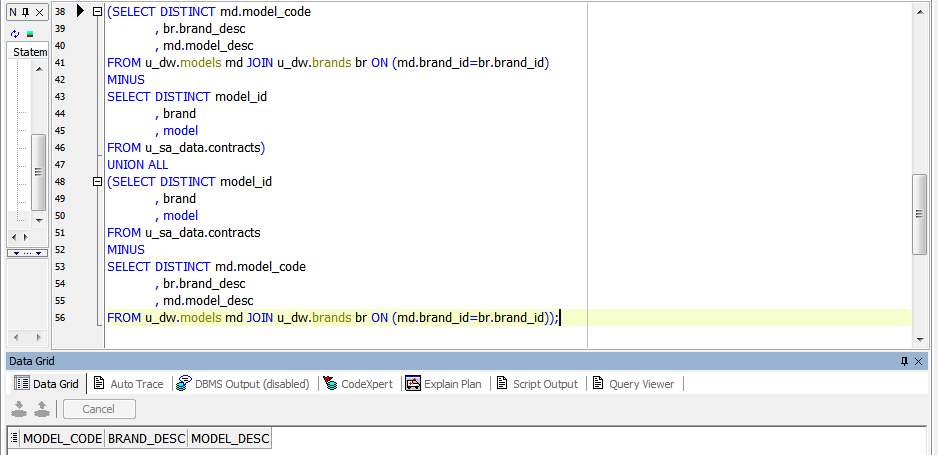 N
Statem
38 (SELECT DISTINCT md.model_code
39 , br.brand_desc
40 , md.model_desc
41 FROM u_dw.models md JOIN u_dw.brands br ON (md.brand_id=br.brand_id)
42 MINUS
43 SELECT DISTINCT model_id
44 , brand
45 , model
46 FROM u_sa_data.contracts)
47 UNION ALL
48 (SELECT DISTINCT model_id
49 , brand
50 , model
51 FROM u_sa_data.contracts
52 MINUS
53 SELECT DISTINCT md.model_code
54 , br.brand_desc
55 , md.model_desc
56 FROM u_dw.models md JOIN u_dw.brands br ON (md.brand_id=br.brand_id));
Data Grid
Data Grid Auto Trace DBMS Output (disabled) CodeXpert Explain Plan Script Output Query Viewer
Cancel
MODEL_CODE BRAND_DESC MODEL_DESC